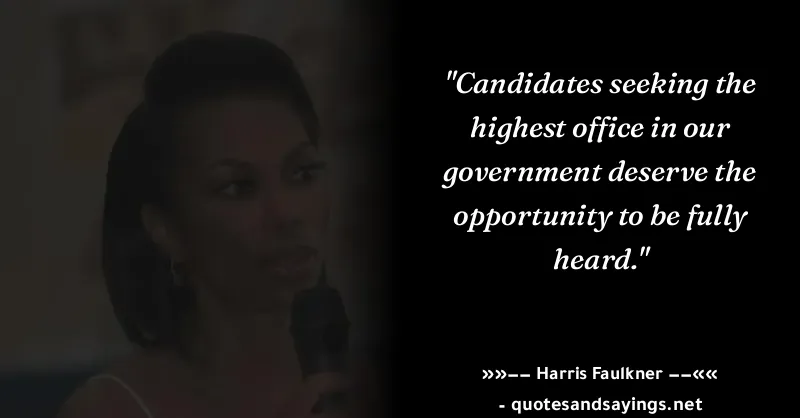 "Candidates seeking the
highest office in our
government deserve the
opportunity to be fully
heard."
»»–– Harris Faulkner ––««
- quotesandsayings.net